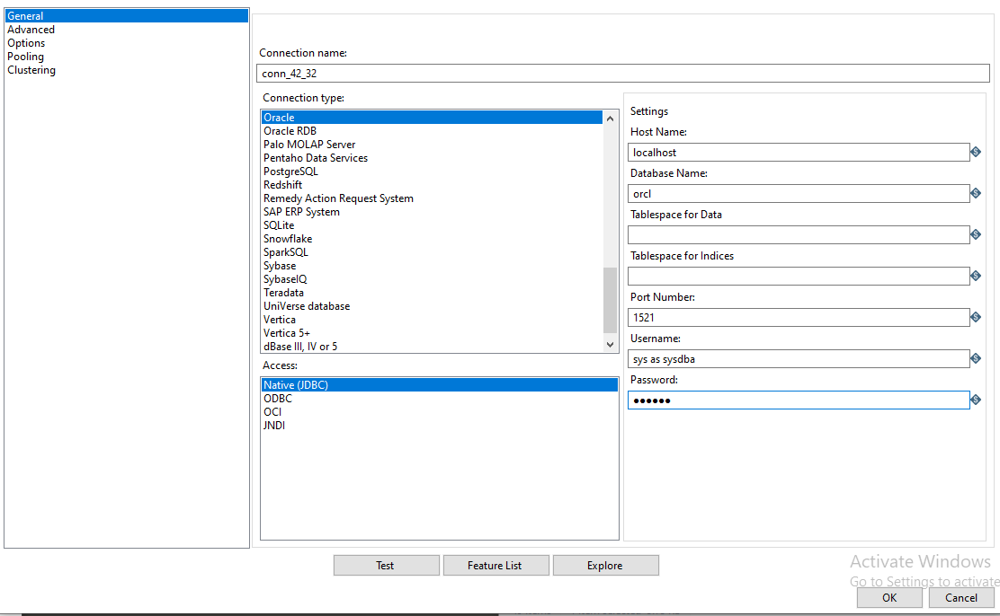 General
Advanced
Options
Pooling
Clustering
Connection name:
conn_42_32
Connection type:
Oracle
Oracle RDB
Palo MOLAP Server
Pentaho Data Services
PostgreSQL
Redshift
Remedy Action Request System
SAP ERP System
SQLite
Snowflake
SparkSQL
Sybase
SybaseIQ
Teradata
UniVerse database
Vertica
Vertica 5+
dBase III, IV or 5
Access:
Native (JDBC)
ODBC
OCI
JNDI
Settings
Host Name:
localhost
Database Name:
orcl
Tablespace for Data
Tablespace for Indices
Port Number:
1521
Username:
sys as sysdba
Password:
●●●●●●
Test
Feature List
Explore
Activate Windows
Go to Settings to activate
OK
Cancel